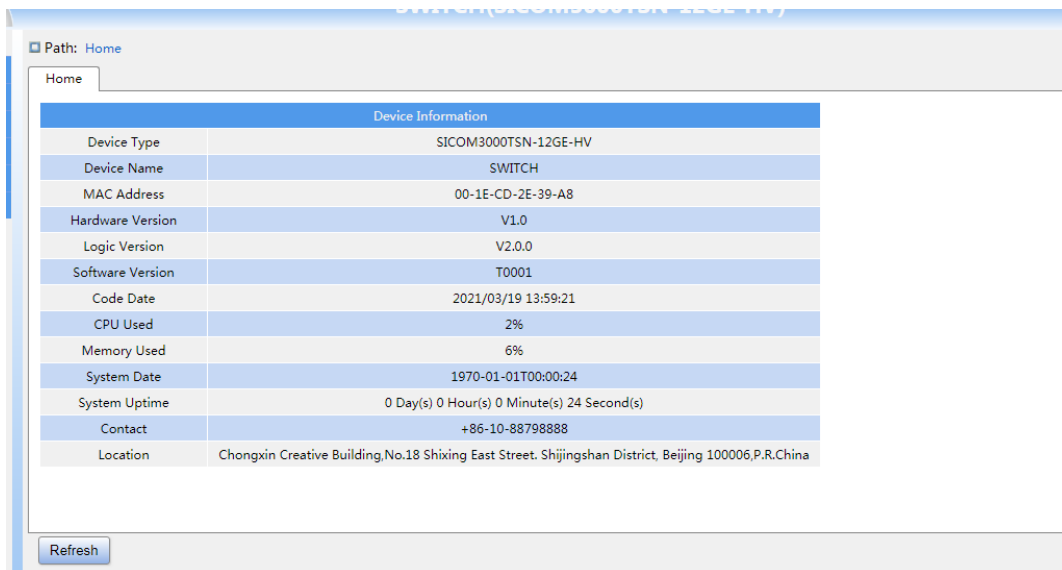 SWITCH(SICOM3000TSN-12GE-HV)
Path: Home
Home
Device Information
Device Type SICOM3000TSN-12GE-HV
Device Name SWITCH
MAC Address 00-1E-CD-2E-39-A8
Hardware Version V1.0
Logic Version V2.0.0
Software Version T0001
Code Date 2021/03/19 13:59:21
CPU Used 2%
Memory Used 6%
System Date 1970-01-01T00:00:24
System Uptime 0 Day(s) 0 Hour(s) 0 Minute(s) 24 Second(s)
Contact +86-10-88798888
Location Chongxin Creative Building,No.18 Shixing East Street. Shijingshan District, Beijing 100006,P.R.China
Refresh